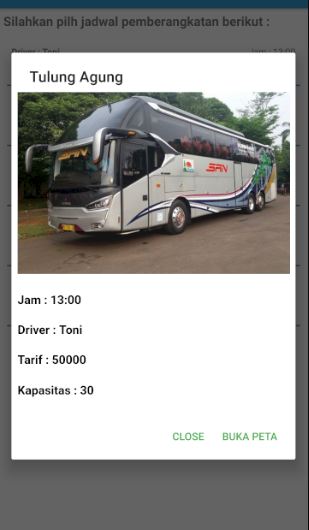 Silahkan pilh jadwal pemberangkatan berikut :
Driver : Toni
Jam : 13:00
Tulung Agung
SAN
Jam : 13:00
Driver : Toni
Tarif : 50000
Kapasitas : 30
CLOSE BUKA PETA